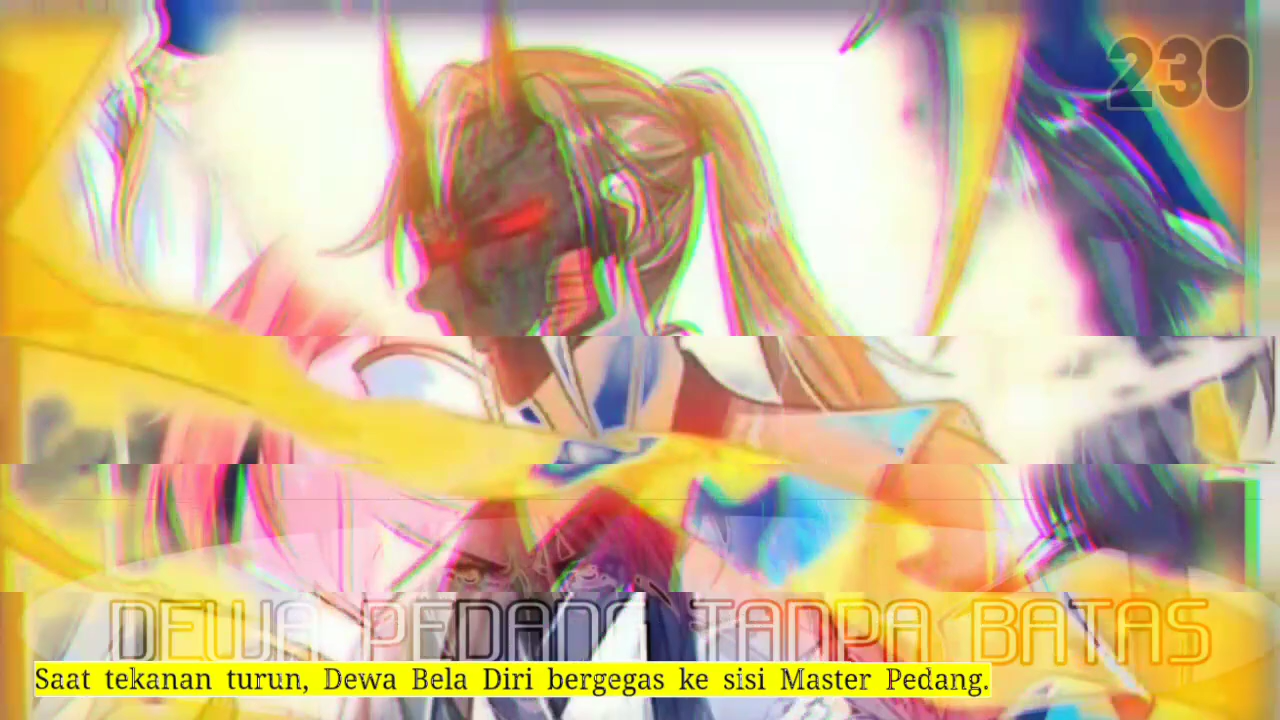 230
DEWA PEDANG TANPA BATAS
Saat tekanan turun, Dewa Bela Diri bergegas ke sisi Master Pedang.